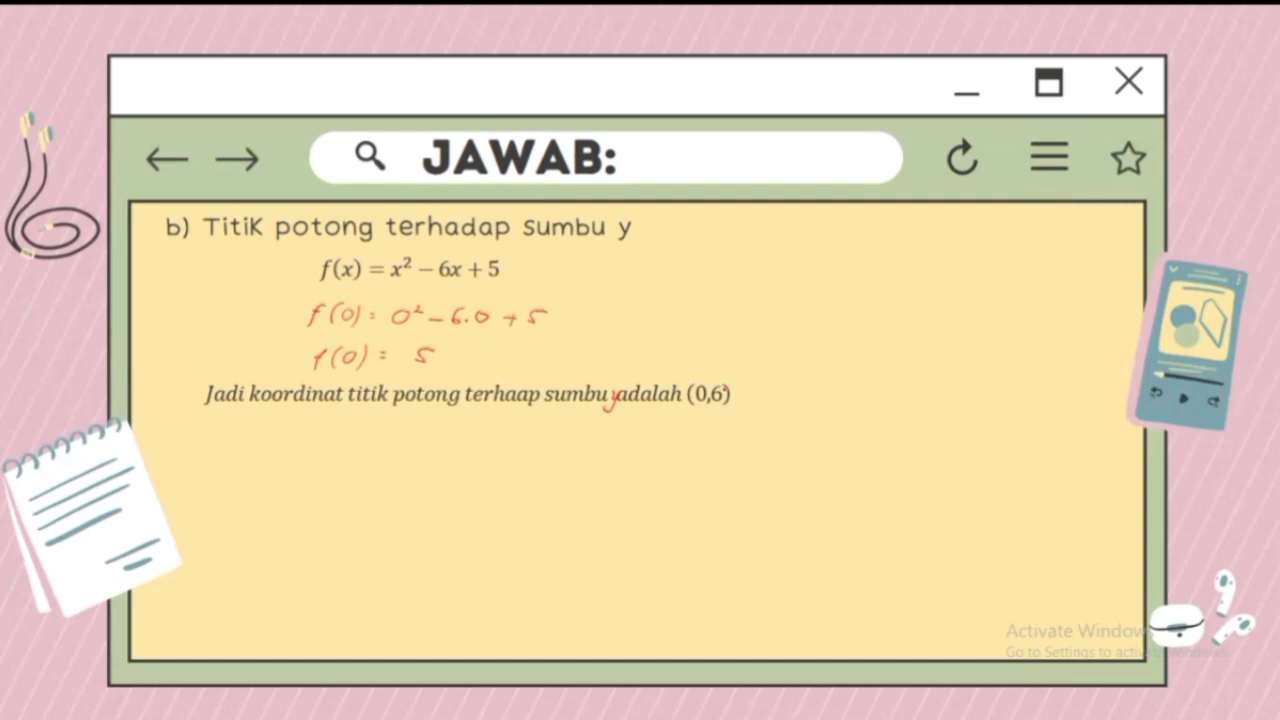 JAWAB:
b) Titik potong terhadap sumbu y
f(x) = x² − 6x + 5
f(0) = 0² − 6.0 + 5
f(0) = 5
Jadi koordinat titik potong terhaap sumbu y adalah (0,6)
Activate Windows
Go to Settings to activate Windows.